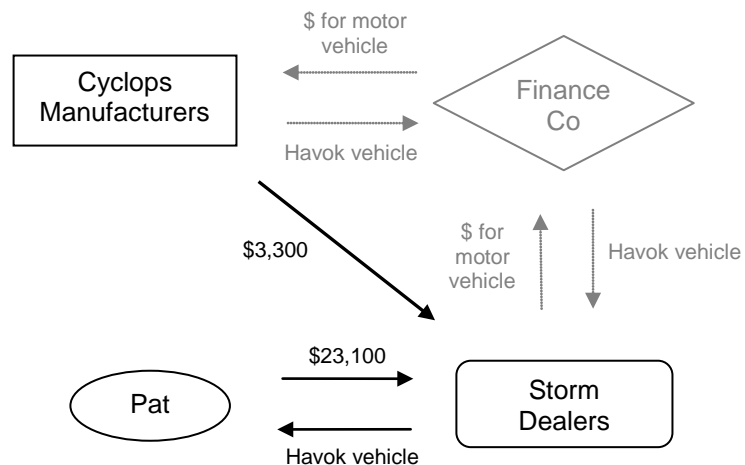 $ for motor
vehicle
Cyclops
Manufacturers
Finance
Co
Havok vehicle
$3,300
$ for
motor
vehicle
Havok vehicle
$23,100
Pat
Storm
Dealers
Havok vehicle